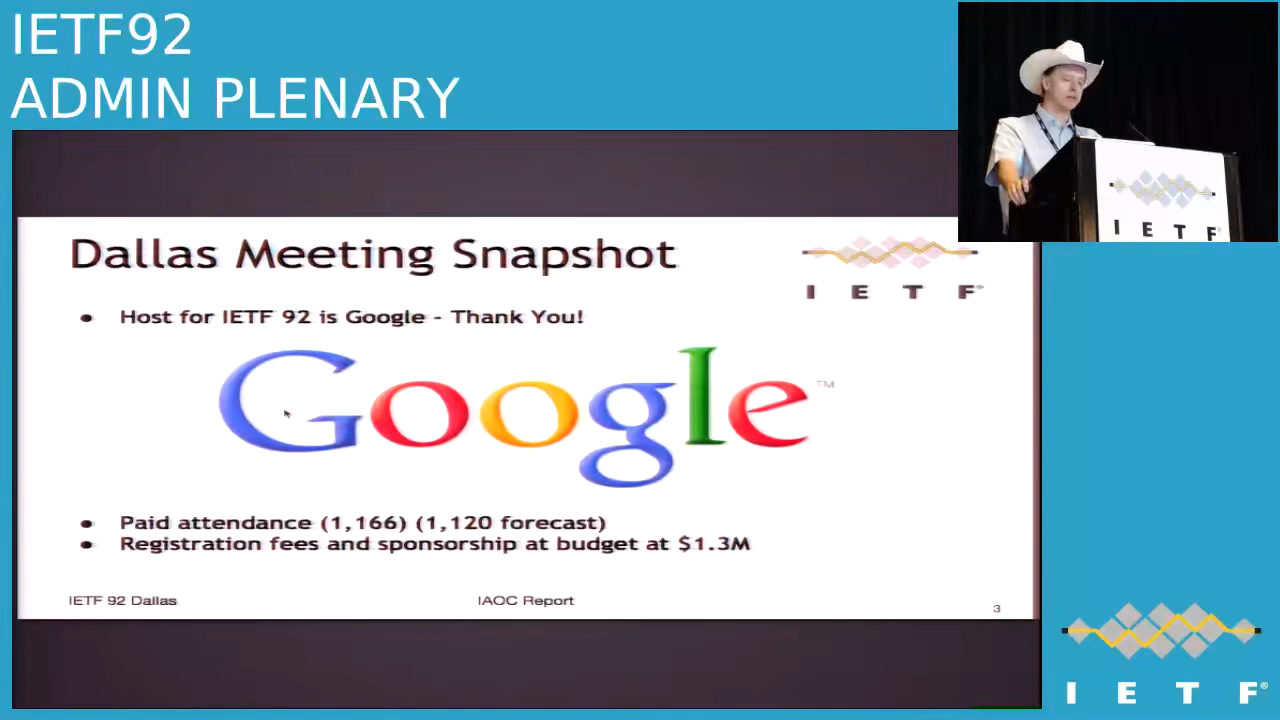 IETF92
ADMIN PLENARY
Dallas Meeting Snapshot
I E T F®
• Host for IETF 92 is Google - Thank You!
Google™
• Paid attendance (1,166) (1,120 forecast)
• Registration fees and sponsorship at budget at $1.3M
IETF 92 Dallas
IAOC Report
3
I E T F
I E T F®